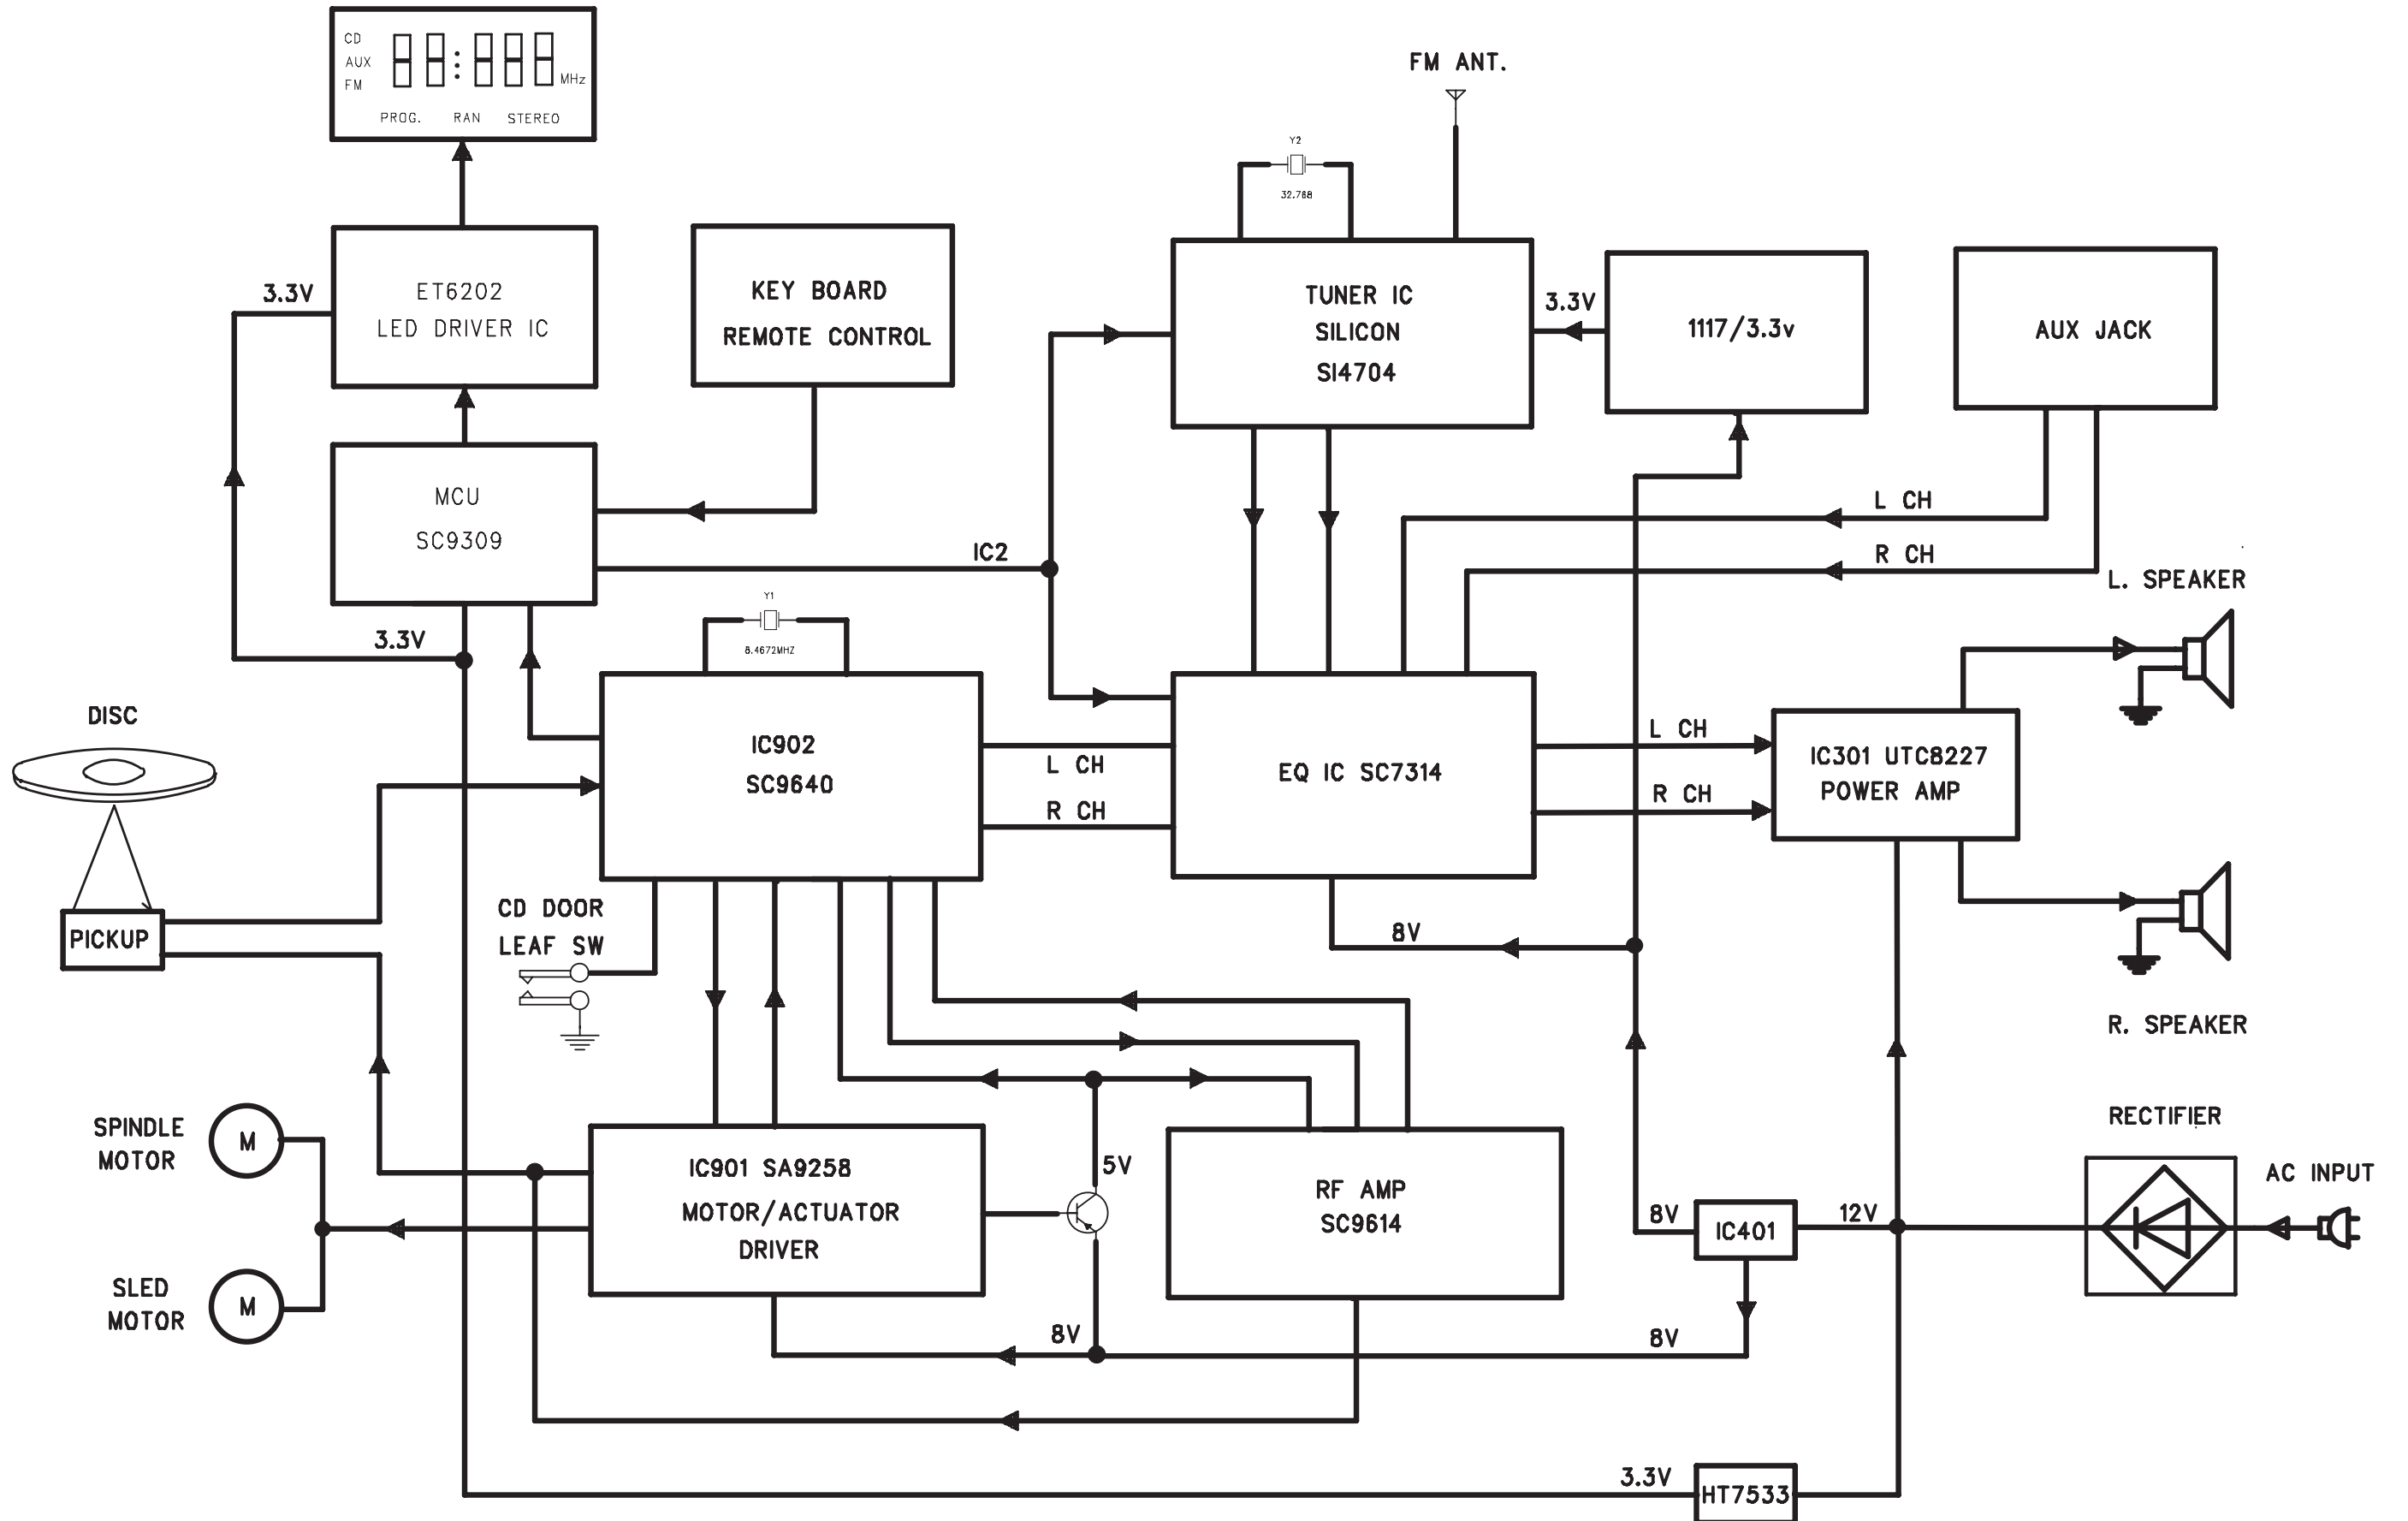 CD
AUX
FM
MHz
PROG. RAN STEREO
FM ANT.
Y2
32.768
ET6202
LED DRIVER IC
3.3V
KEY BOARD
REMOTE CONTROL
TUNER IC
SILICON
SI4704
3.3V
1117/3.3v
AUX JACK
MCU
SC9309
IC2
L CH
R CH
L. SPEAKER
3.3V
Y1
8.4672MHZ
DISC
IC902
SC9640
L CH
R CH
EQ IC SC7314
L CH
R CH
IC301 UTC8227
POWER AMP
PICKUP
CD DOOR
LEAF SW
8V
R. SPEAKER
SPINDLE
MOTOR
M
IC901 SA9258
MOTOR/ACTUATOR
DRIVER
5V
RF AMP
SC9614
8V
IC401
12V
RECTIFIER
AC INPUT
SLED
MOTOR
M
8V
8V
3.3V
HT7533